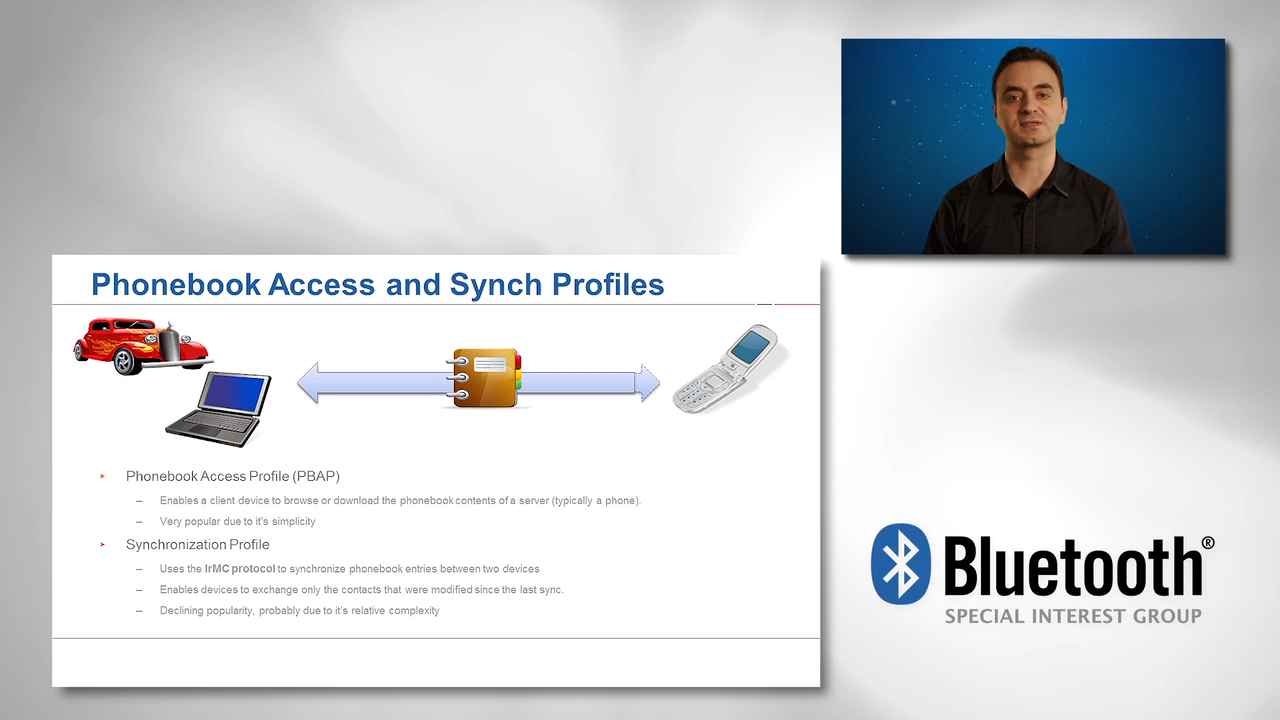 Phonebook Access and Synch Profiles
Phonebook Access Profile (PBAP)
– Enables a client device to browse or download the phonebook contents of a server (typically a phone).
– Very popular due to it's simplicity
Synchronization Profile
– Uses the IrMC protocol to synchronize phonebook entries between two devices
– Enables devices to exchange only the contacts that were modified since the last sync.
– Declining popularity, probably due to it's relative complexity
Bluetooth®
SPECIAL INTEREST GROUP